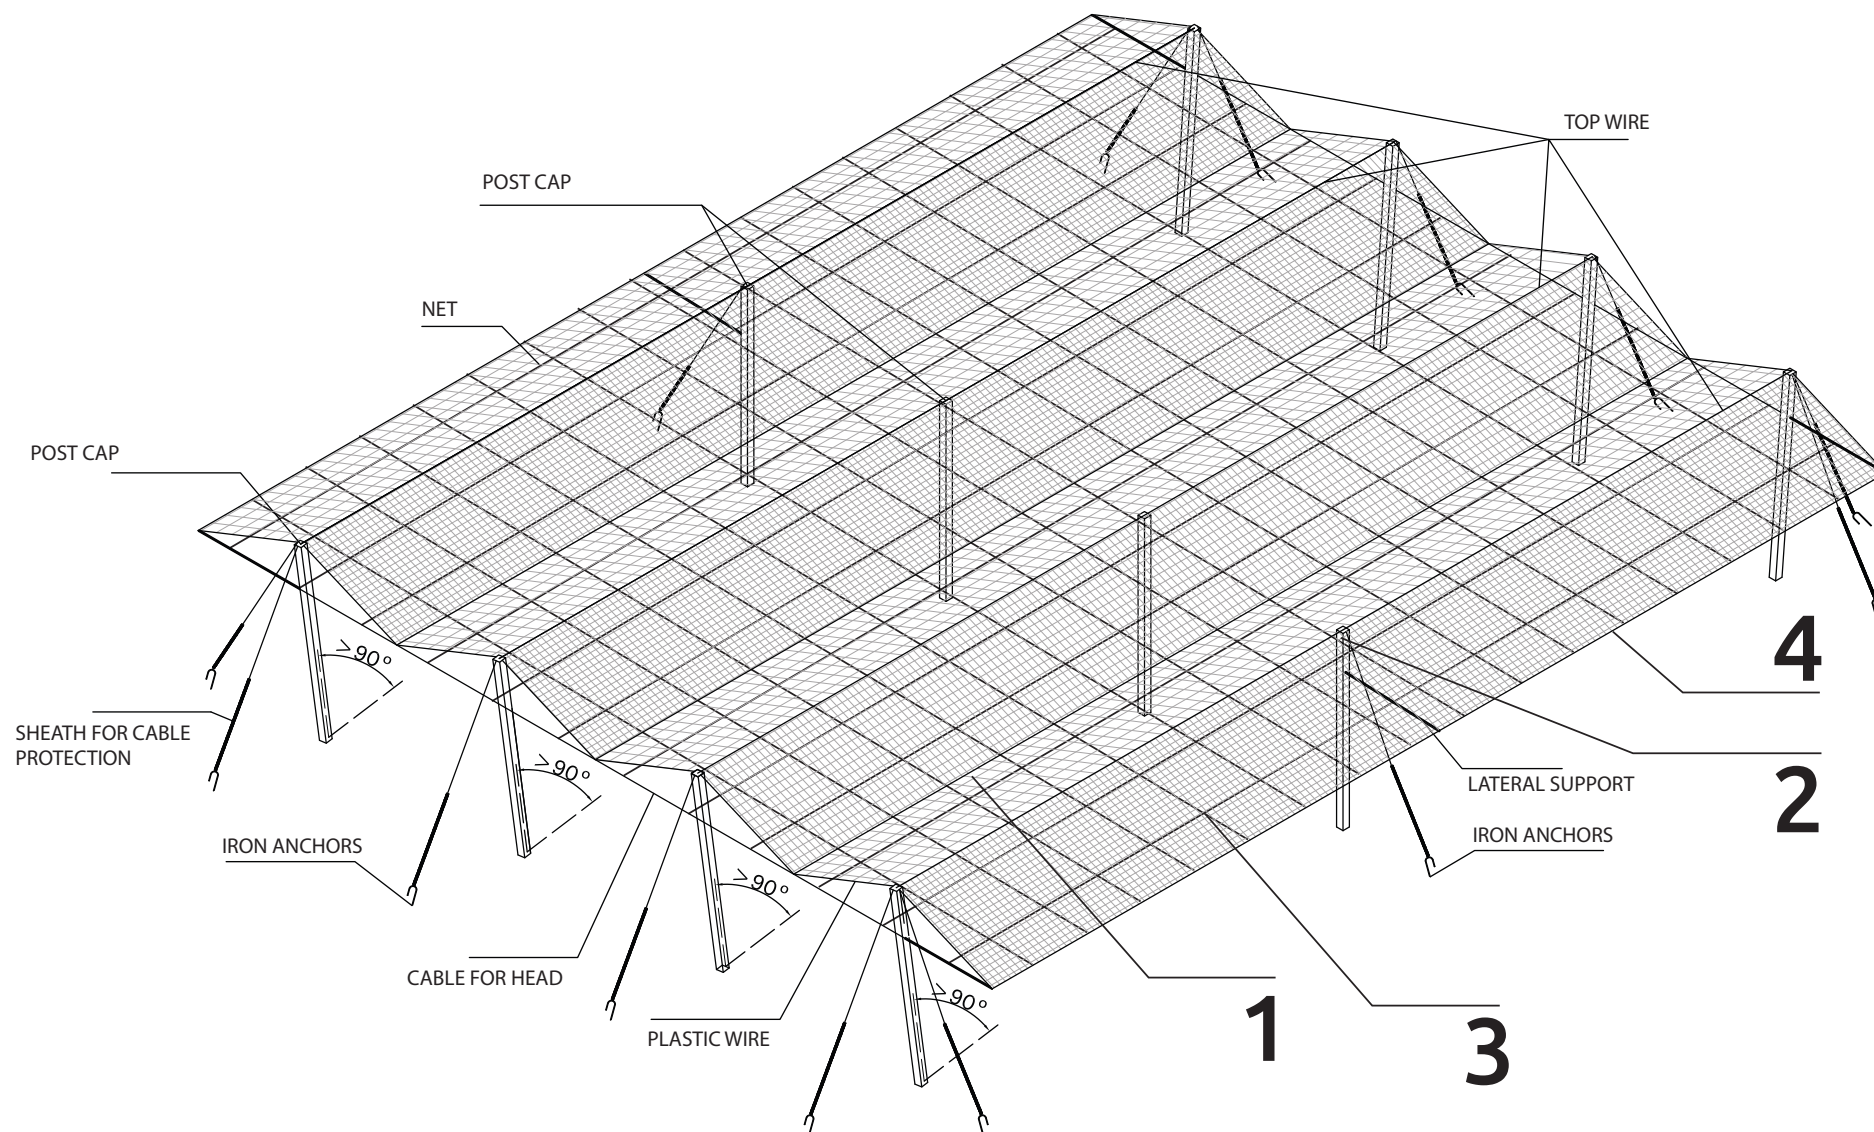 TOP WIRE
POST CAP
NET
POST CAP
>90°
SHEATH FOR CABLE
PROTECTION
>90°
IRON ANCHORS
>90°
CABLE FOR HEAD
>90°
PLASTIC WIRE
4
2
LATERAL SUPPORT
IRON ANCHORS
1
3